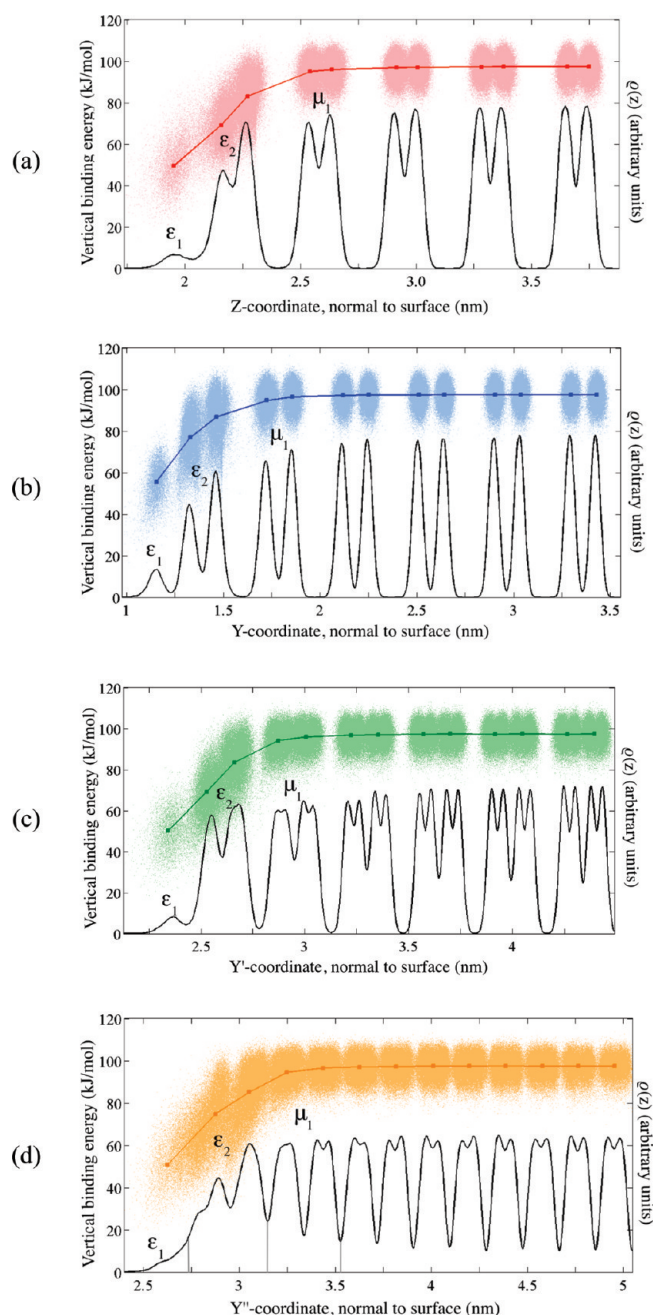 (a)
Vertical binding energy (kJ/mol)
120
100
80
60
40
20
0
ε1
ε2
μ1
ϱ(z) (arbitrary units)
2
2.5
3.0
3.5
Z-coordinate, normal to surface (nm)
(b)
Vertical binding energy (kJ/mol)
120
100
80
60
40
20
0
ε1
ε2
μ1
ϱ(z) (arbitrary units)
1
1.5
2
2.5
3
3.5
Y-coordinate, normal to surface (nm)
(c)
Vertical binding energy (kJ/mol)
120
100
80
60
40
20
0
ε1
ε2
μ1
ϱ(z) (arbitrary units)
2.5
3
3.5
4
Y'-coordinate, normal to surface (nm)
(d)
Vertical binding energy (kJ/mol)
120
100
80
60
40
20
0
ε1
ε2
μ1
ϱ(z) (arbitrary units)
2.5
3
3.5
4
4.5
5
Y''-coordinate, normal to surface (nm)